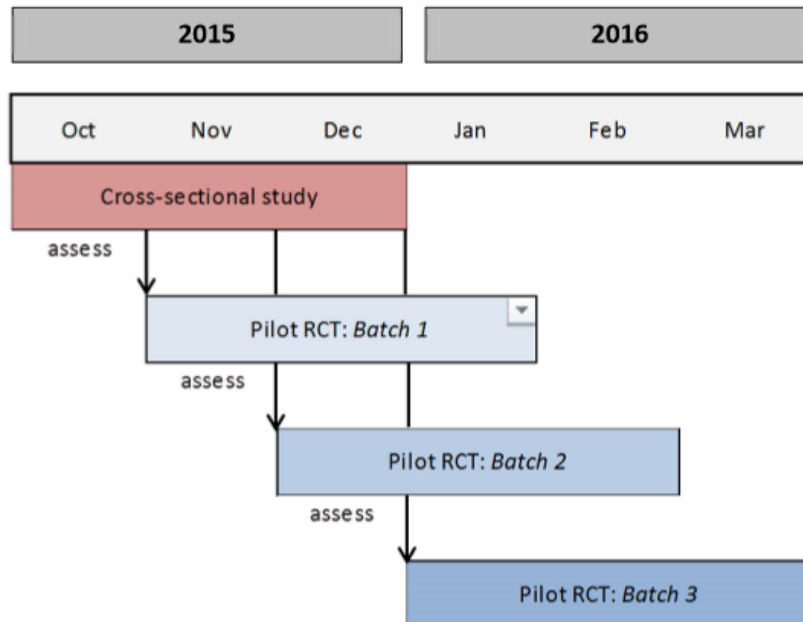 2015 2016
Oct Nov Dec Jan Feb Mar
Cross-sectional study
assess
Pilot RCT: Batch 1
assess
Pilot RCT: Batch 2
assess
Pilot RCT: Batch 3